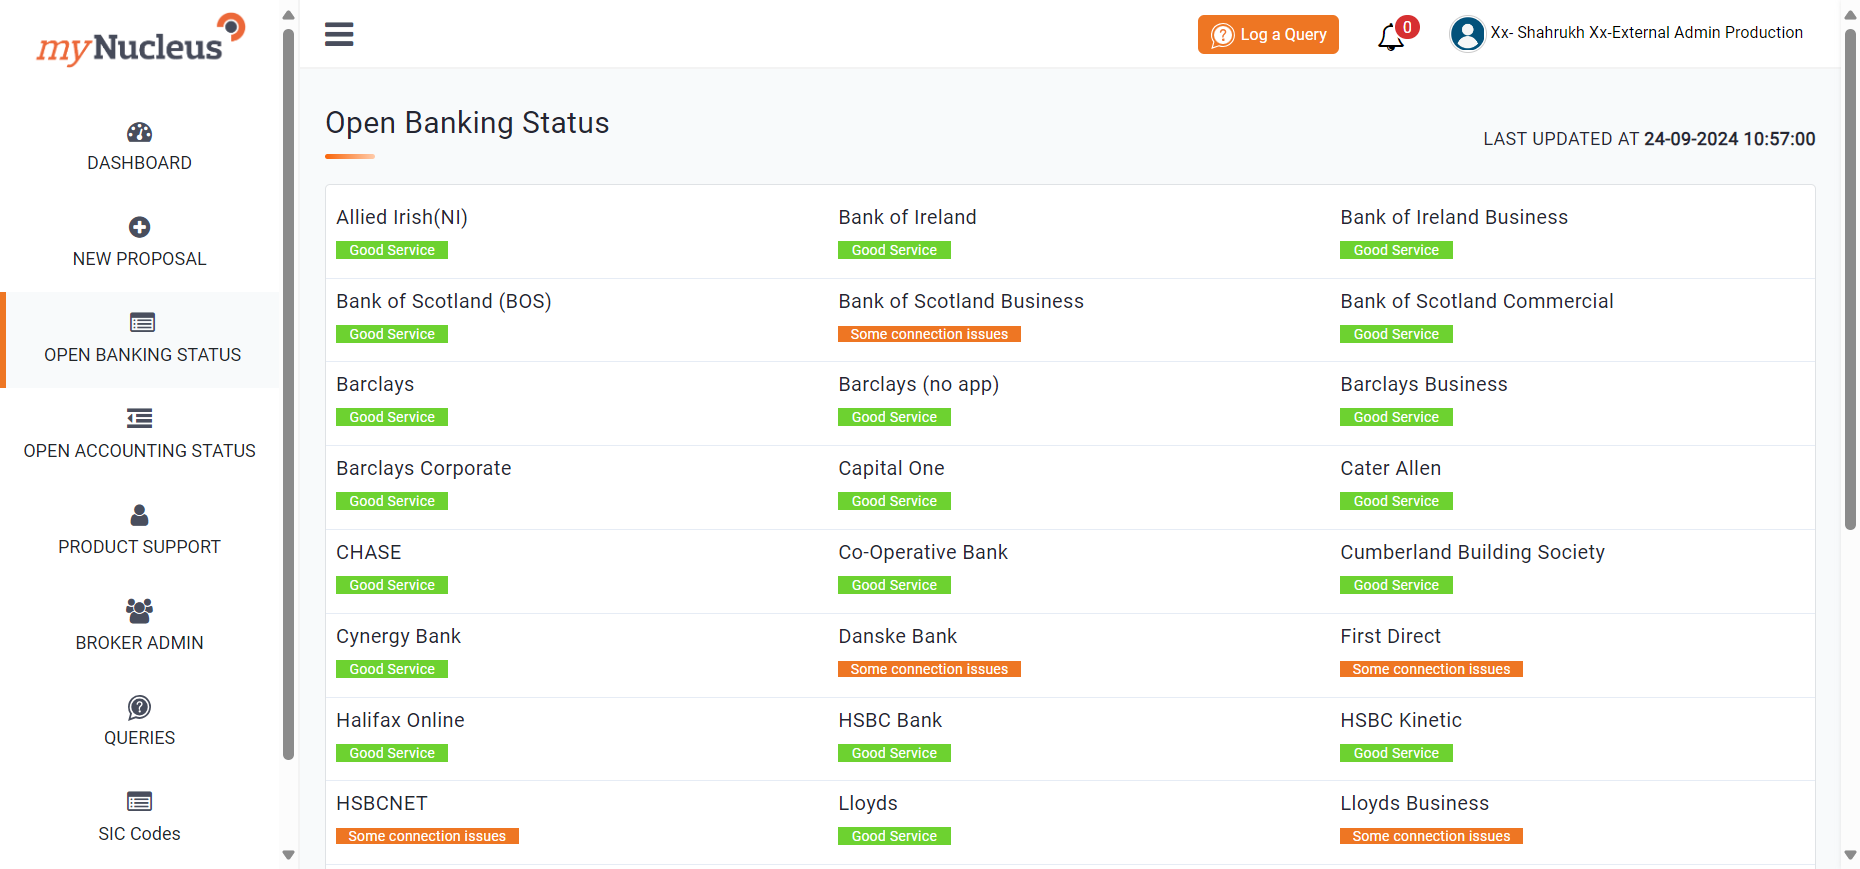 myNucleus
Log a Query
0
Xx- Shahrukh Xx-External Admin Production
DASHBOARD
NEW PROPOSAL
OPEN BANKING STATUS
OPEN ACCOUNTING STATUS
PRODUCT SUPPORT
BROKER ADMIN
QUERIES
SIC Codes
Open Banking Status
LAST UPDATED AT 24-09-2024 10:57:00
Allied Irish(NI)
Good Service
Bank of Ireland
Good Service
Bank of Ireland Business
Good Service
Bank of Scotland (BOS)
Good Service
Bank of Scotland Business
Some connection issues
Bank of Scotland Commercial
Good Service
Barclays
Good Service
Barclays (no app)
Good Service
Barclays Business
Good Service
Barclays Corporate
Good Service
Capital One
Good Service
Cater Allen
Good Service
CHASE
Good Service
Co-Operative Bank
Good Service
Cumberland Building Society
Good Service
Cynergy Bank
Good Service
Danske Bank
Some connection issues
First Direct
Some connection issues
Halifax Online
Good Service
HSBC Bank
Good Service
HSBC Kinetic
Good Service
HSBCNET
Some connection issues
Lloyds
Good Service
Lloyds Business
Some connection issues